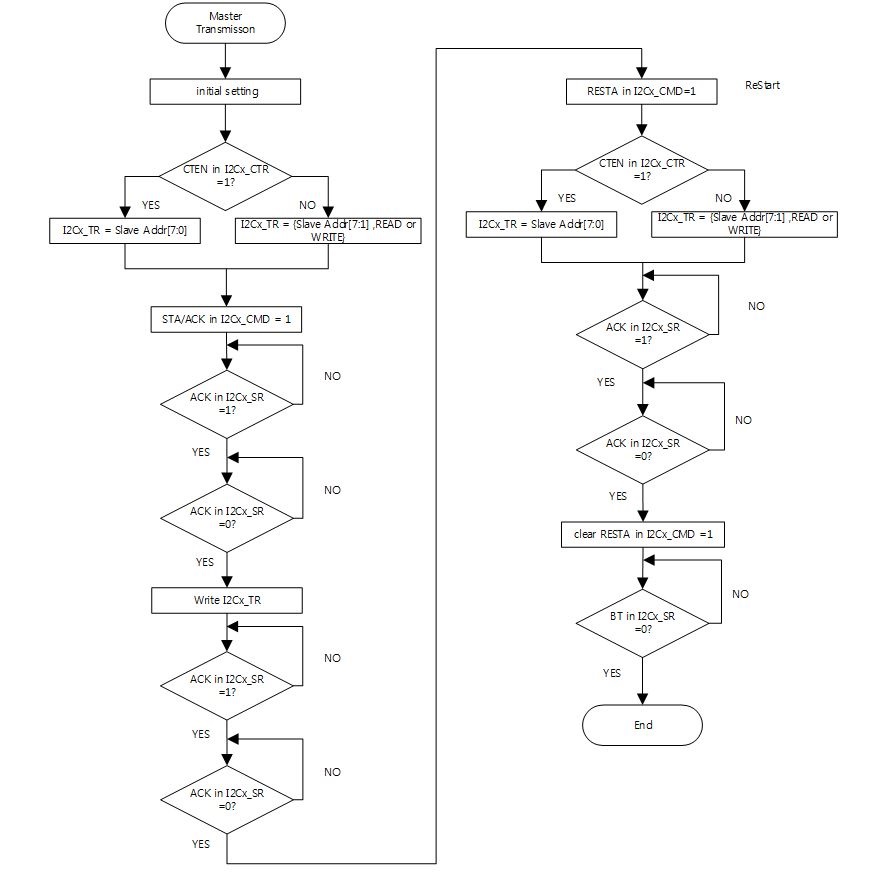 Master
Transmisson
initial setting
CTEN in I2Cx_CTR
=1?
YES
NO
I2Cx_TR = Slave Addr[7:0]
I2Cx_TR = {Slave Addr[7:1] ,READ or
WRITE}
STA/ACK in I2Cx_CMD = 1
NO
ACK in I2Cx_SR
=1?
YES
NO
ACK in I2Cx_SR
=0?
YES
Write I2Cx_TR
NO
ACK in I2Cx_SR
=1?
YES
NO
ACK in I2Cx_SR
=0?
YES
RESTA in I2Cx_CMD=1
ReStart
CTEN in I2Cx_CTR
=1?
YES
NO
I2Cx_TR = Slave Addr[7:0]
I2Cx_TR = {Slave Addr[7:1] ,READ or
WRITE}
NO
ACK in I2Cx_SR
=1?
YES
NO
ACK in I2Cx_SR
=0?
YES
clear RESTA in I2Cx_CMD =1
NO
BT in I2Cx_SR
=0?
YES
End